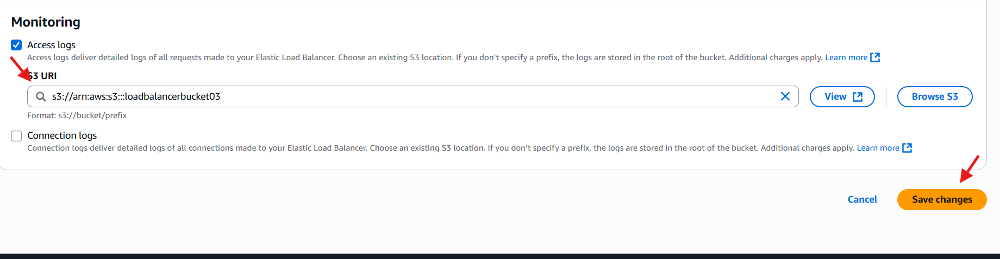 Monitoring
Access logs
Access logs deliver detailed logs of all requests made to your Elastic Load Balancer. Choose an existing S3 location. If you don’t specify a prefix, the logs are stored in the root of the bucket. Additional charges apply. Learn more
S3 URI
s3://arn:aws:s3:::loadbalancerbucket03
View
Browse S3
Format: s3://bucket/prefix
Connection logs
Connection logs deliver detailed logs of all connections made to your Elastic Load Balancer. Choose an existing S3 location. If you don’t specify a prefix, the logs are stored in the root of the bucket. Additional charges apply. Learn more
Cancel
Save changes